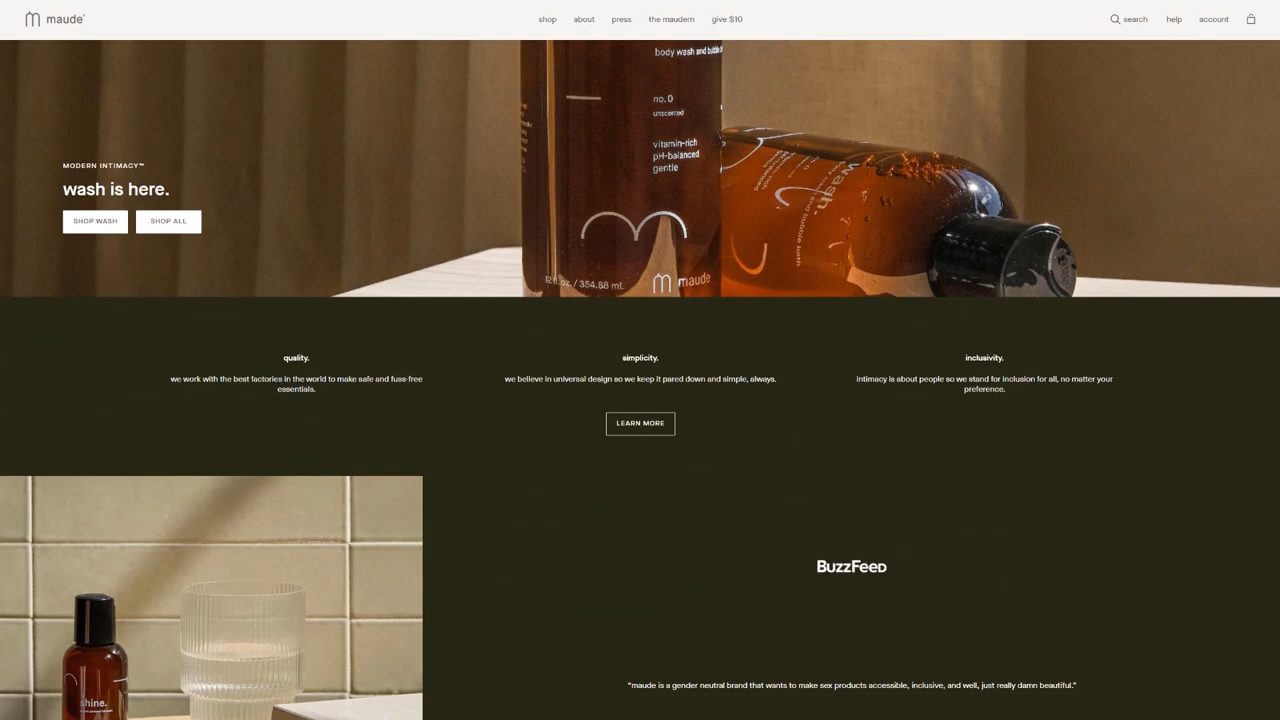 maude
shop
about
press
the maudern
give $10
search
help
account
body wash and bubble
no. 0
unscented
vitamin-rich
pH-balanced
gentle
12 fl oz. / 354.88 mL
maude
wash.
MODERN INTIMACY™
wash is here.
SHOP WASH
SHOP ALL
quality.
we work with the best factories in the world to make safe and fuss-free
essentials.
simplicity.
we believe in universal design so we keep it pared down and simple, always.
inclusivity.
intimacy is about people so we stand for inclusion for all, no matter your
preference.
LEARN MORE
shine.
BuzzFeed
"maude is a gender neutral brand that wants to make sex products accessible, inclusive, and well, just really damn beautiful."